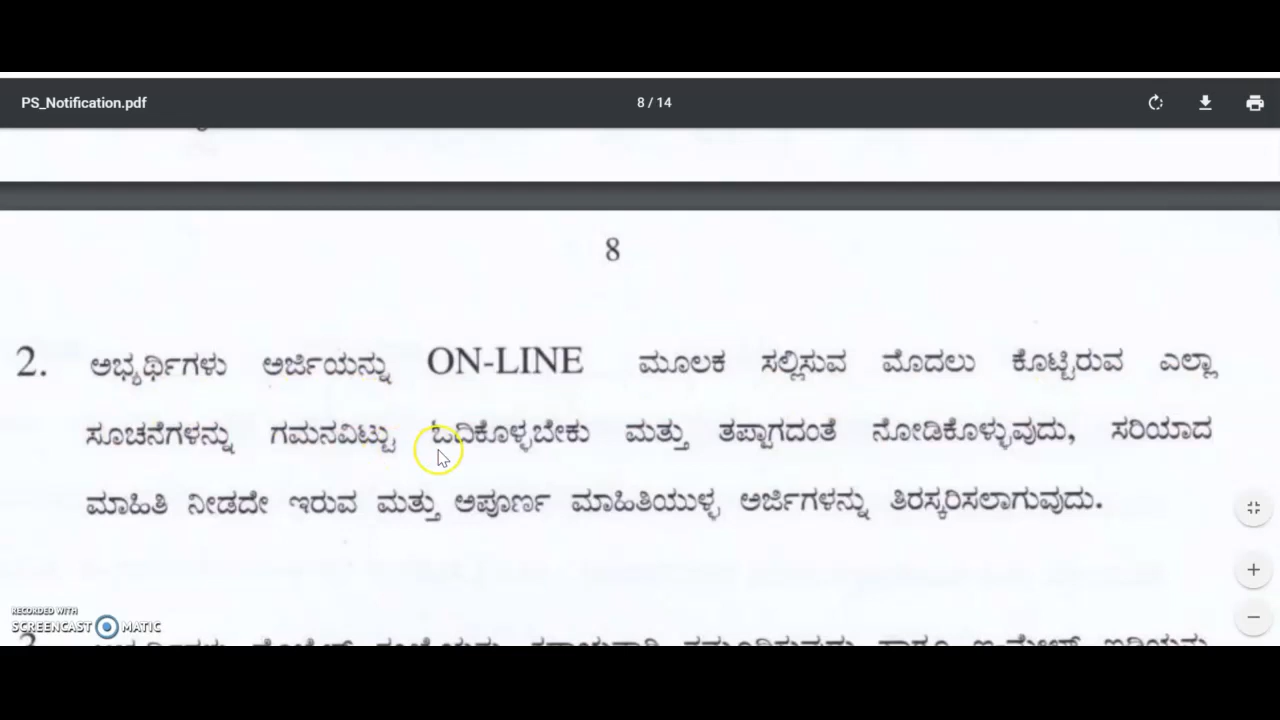 PS_Notification.pdf
8 / 14
8
2. ಅಭ್ಯರ್ಥಿಗಳು ಅರ್ಜಿಯನ್ನು ON-LINE ಮೂಲಕ ಸಲ್ಲಿಸುವ ಮೊದಲು ಕೊಟ್ಟಿರುವ ಎಲ್ಲಾ
ಸೂಚನೆಗಳನ್ನು ಗಮನವಿಟ್ಟು ಓದಿಕೊಳ್ಳಬೇಕು ಮತ್ತು ತಪ್ಪಾಗದಂತೆ ನೋಡಿಕೊಳ್ಳುವುದು, ಸರಿಯಾದ
ಮಾಹಿತಿ ನೀಡದೇ ಇರುವ ಮತ್ತು ಅಪೂರ್ಣ ಮಾಹಿತಿಯುಳ್ಳ ಅರ್ಜಿಗಳನ್ನು ತಿರಸ್ಕರಿಸಲಾಗುವುದು.
RECORDED WITH
SCREENCAST MATIC